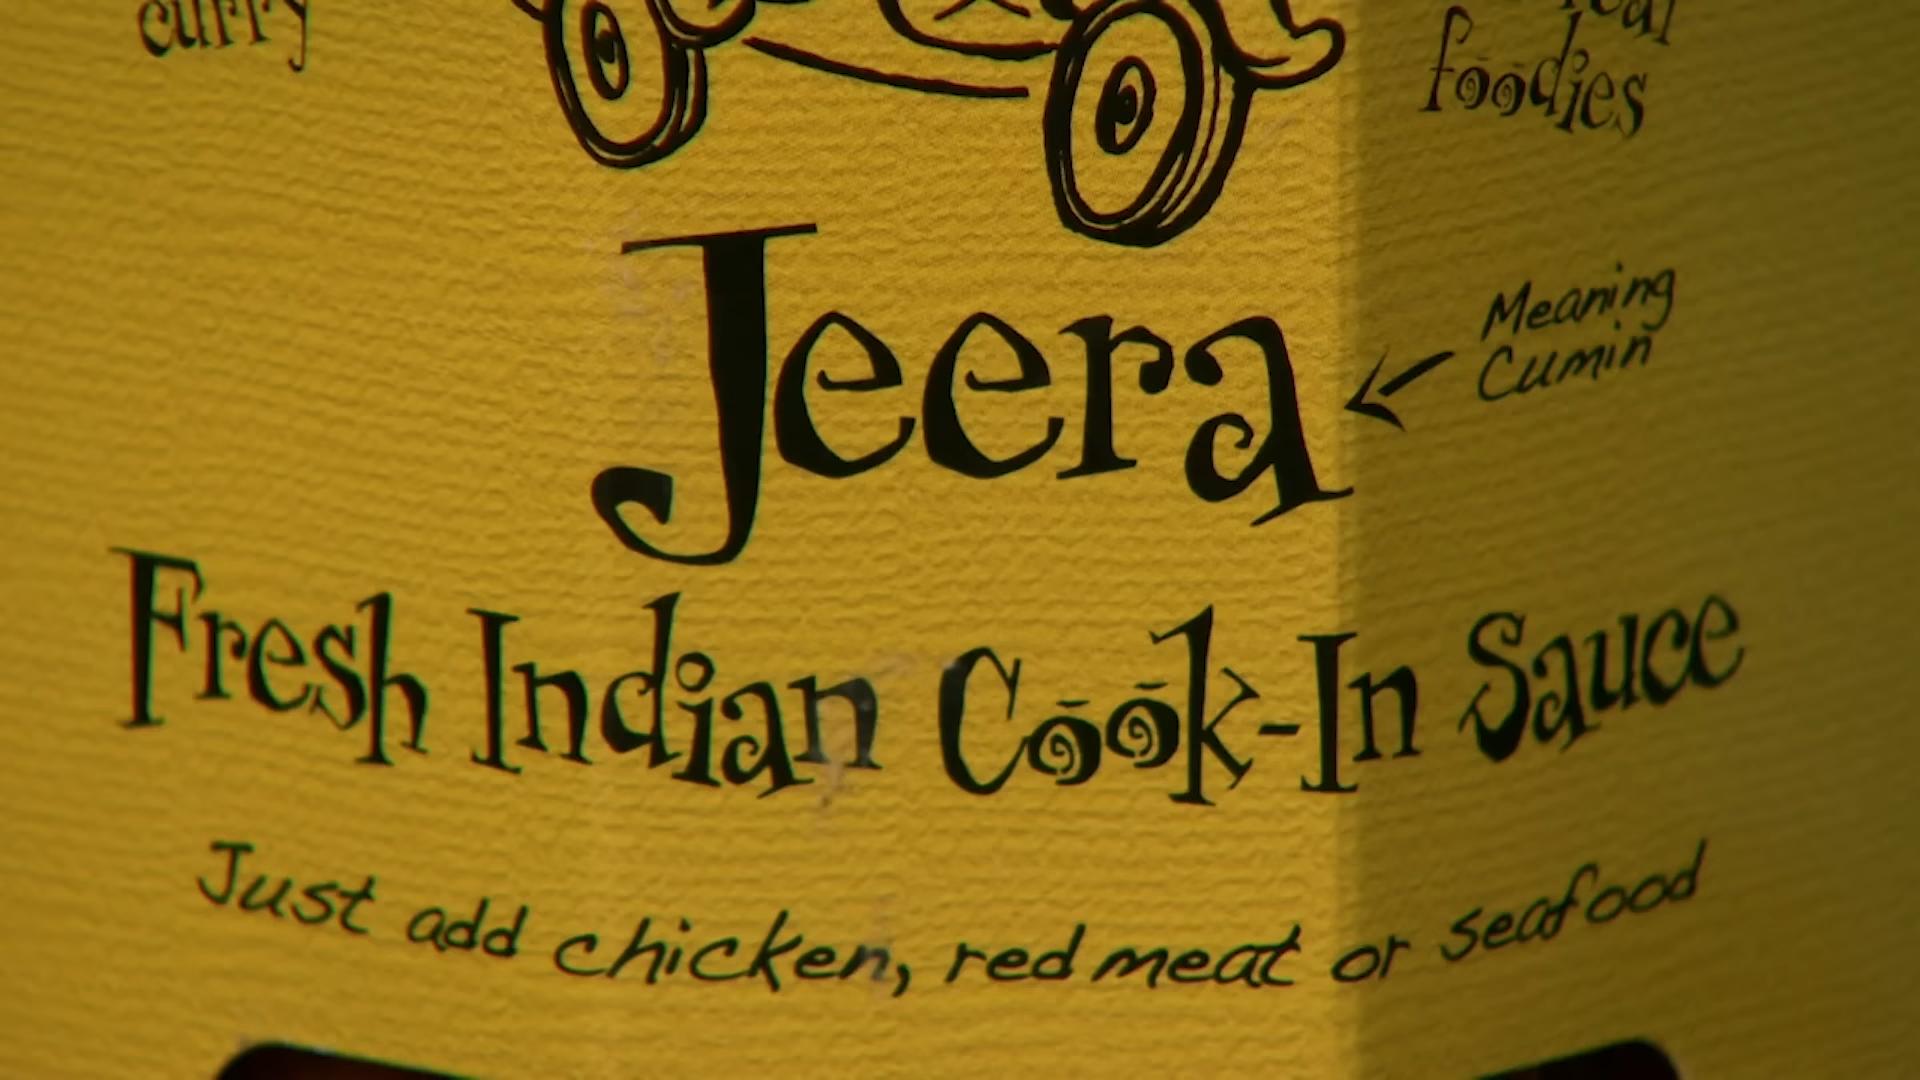 curry
foodies
Jeera
Meaning
Cumin
Fresh Indian Cook-In Sauce
Just add chicken, red meat or seafood